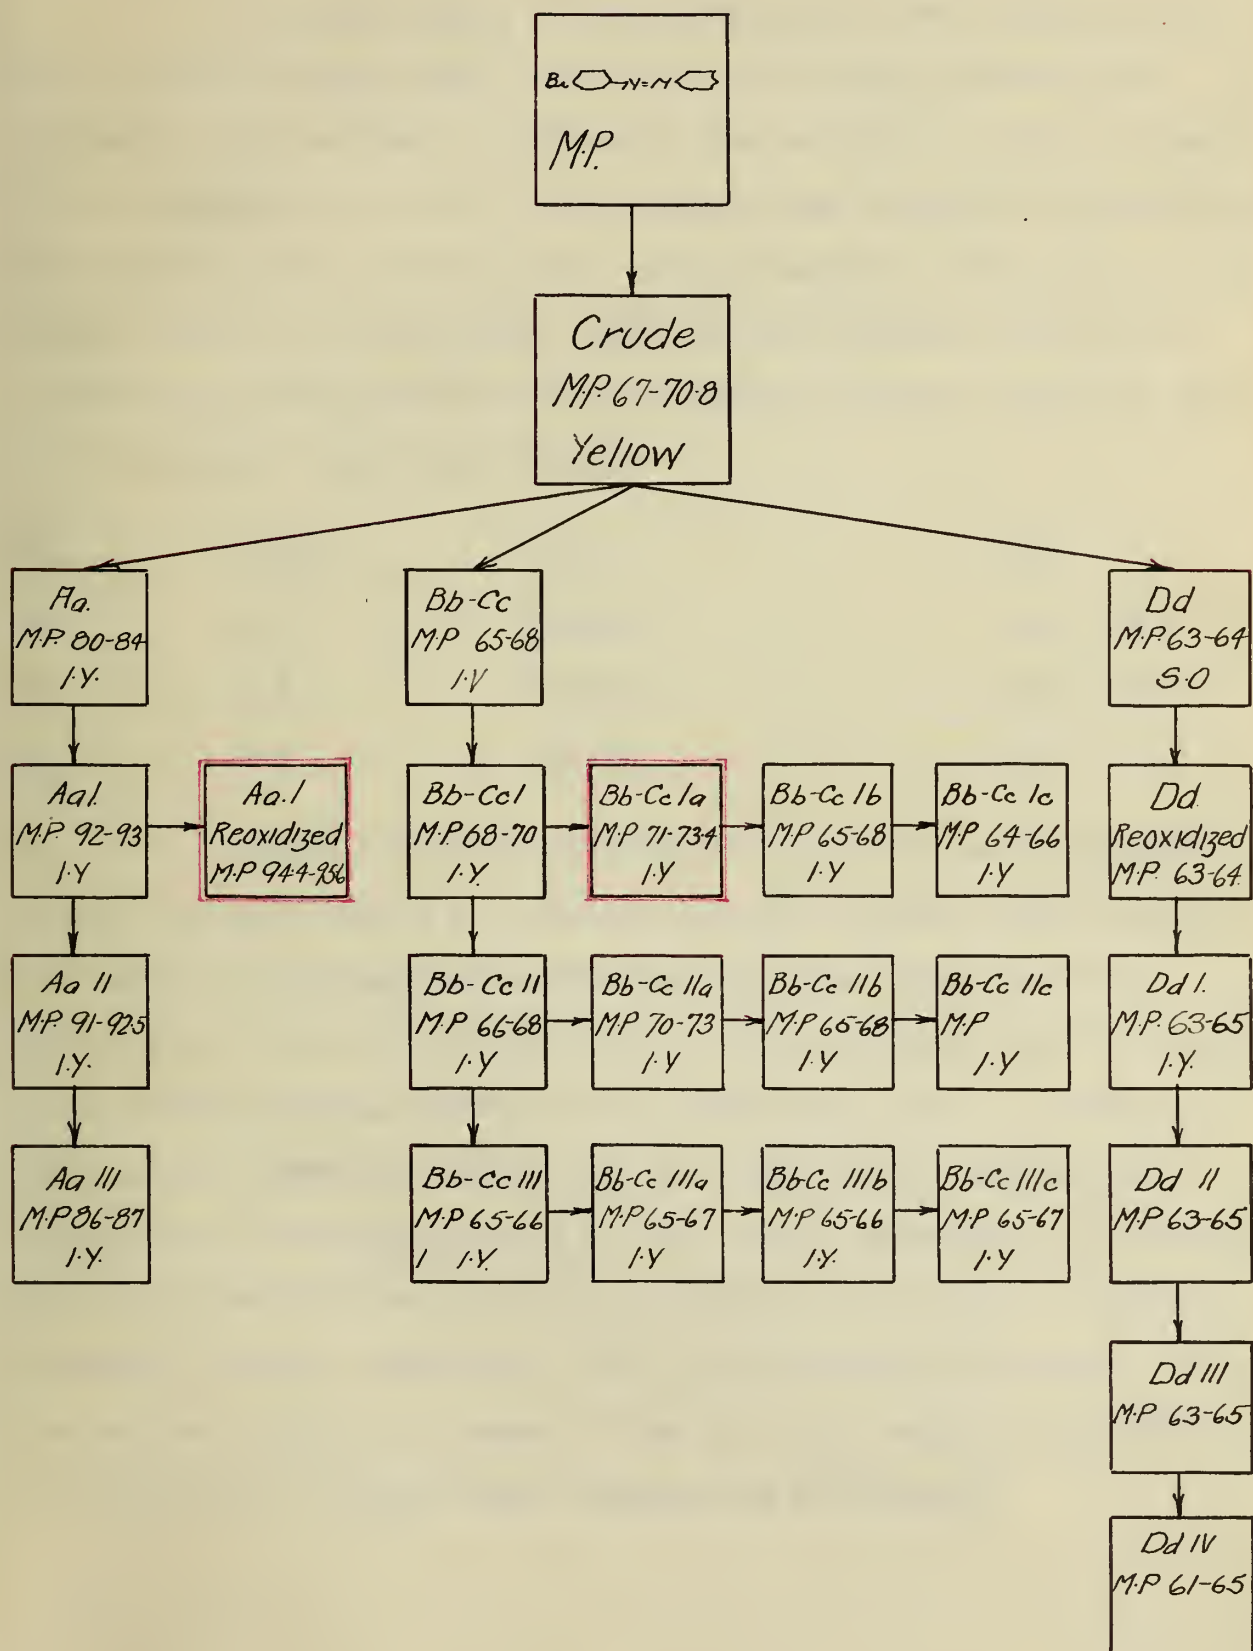 Br N=N
M.P.
Crude
M.P. 67-70.8
Yellow
Aa.
M.P. 80-84
l.Y.
Bb-Cc
M.P 65-68
l.V
Dd
M.P. 63-64
S.O
Aa l.
M.P. 92-93
l.Y
Aa. l
Reoxidized
M.P 94.4-95.6
Bb-Cc l
M.P. 68-70
l.Y.
Bb-Cc la
M.P 71-73.4
l.Y
Bb-Cc lb
M.P 65-68
l.Y
Bb-Cc lc
M.P 64-66
l.Y
Dd.
Reoxidized
M.P. 63-64
Aa ll
M.P. 91-92.5
l.Y.
Bb-Cc ll
M.P 66-68
l.Y
Bb-Cc lla
M.P 70-73
l.Y
Bb-Cc llb
M.P 65-68
l.Y
Bb-Cc llc
M.P
l.Y
Dd l.
M.P. 63-65
l.Y.
Aa lll
M.P 86-87
l.Y.
Bb-Cc lll
M.P 65-66
l l.Y.
Bb-Cc llla
M.P 65-67
l.Y
Bb-Cc lllb
M.P 65-66
l.Y.
Bb-Cc lllc
M.P 65-67
l.Y
Dd ll
M.P 63-65
Dd lll
M.P 63-65
Dd lV
M.P 61-65